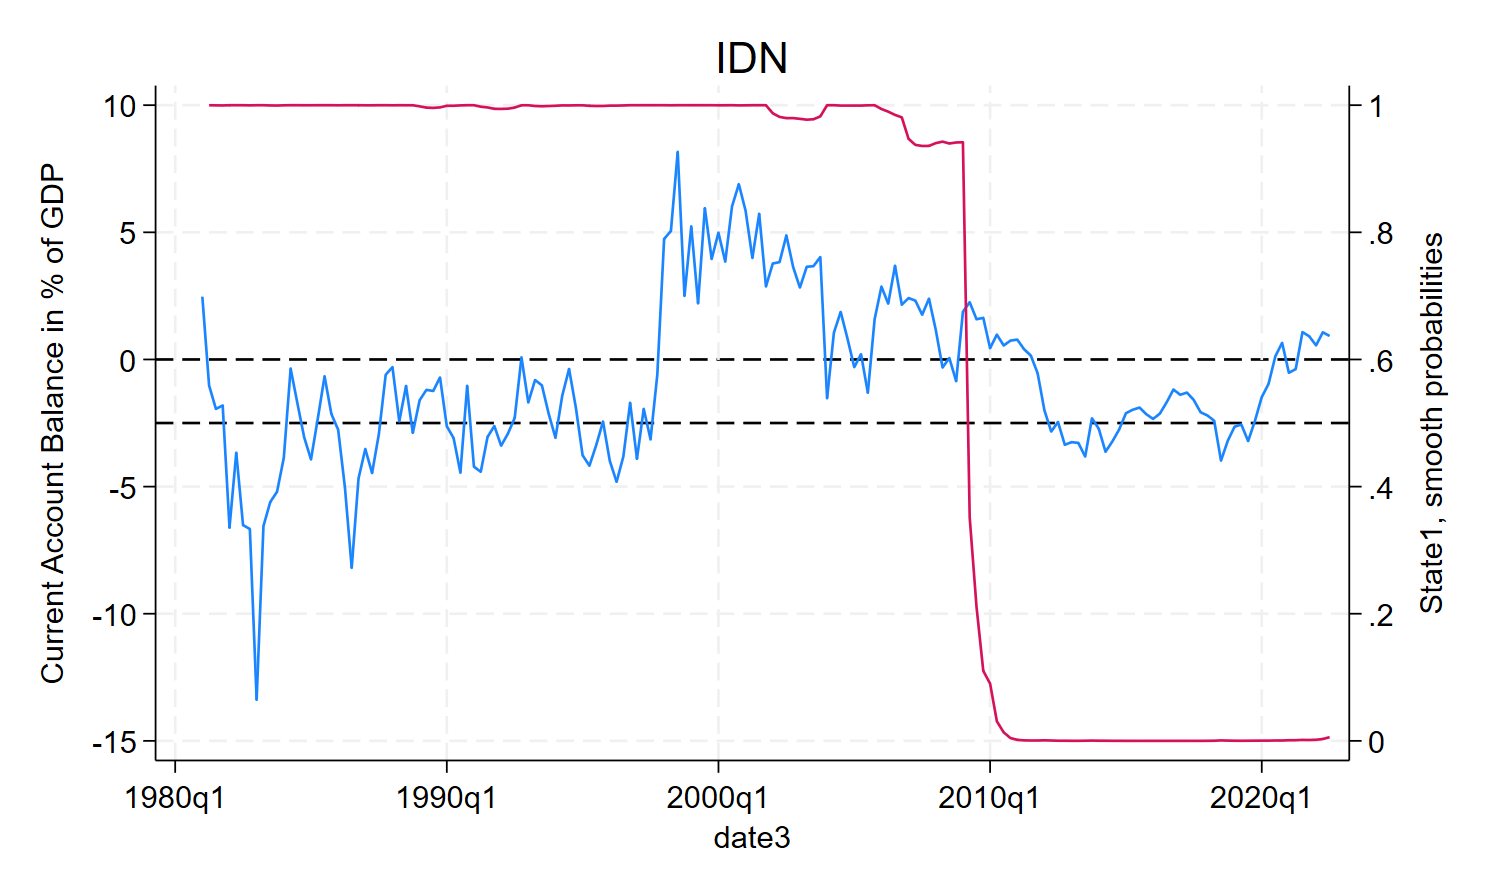 IDN
Current Account Balance in % of GDP
10
5
0
-5
-10
-15
1
.8
.6
.4
.2
0
State1, smooth probabilities
1980q1
1990q1
2000q1
2010q1
2020q1
date3